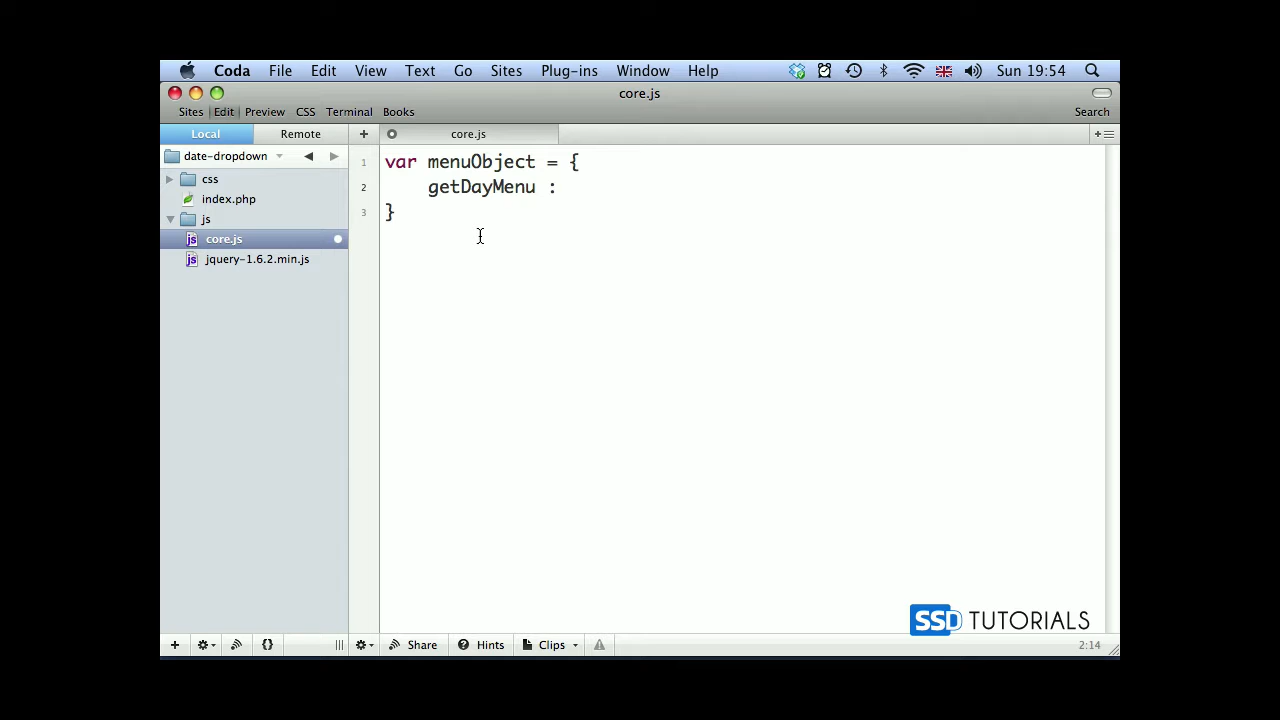 Coda File Edit View Text Go Sites Plug-ins Window Help Sun 19:54
core.js
Sites Edit Preview CSS Terminal Books Search
Local Remote + core.js
date-dropdown
css
index.php
js
core.js
jquery-1.6.2.min.js
1 var menuObject = {
2 getDayMenu :
3 }
SSD TUTORIALS
Share Hints Clips 2:14